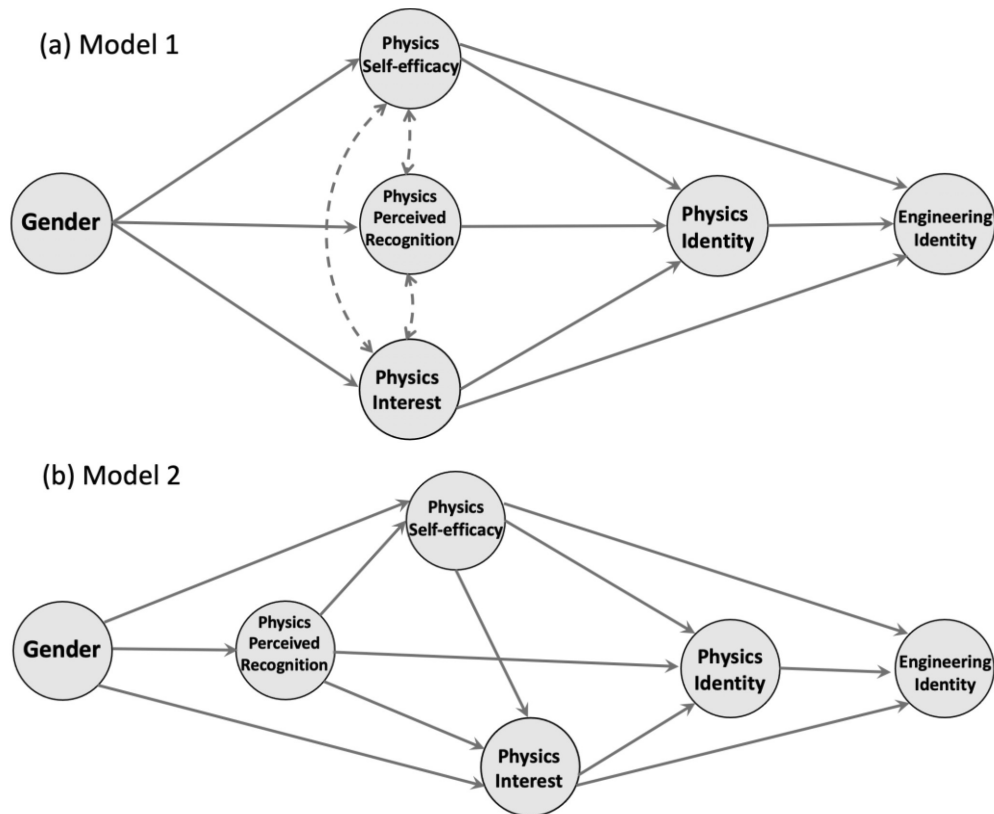 (a) Model 1
Physics
Self-efficacy
Gender
Physics
Perceived
Recognition
Physics
Identity
Engineering
Identity
Physics
Interest
(b) Model 2
Physics
Self-efficacy
Gender
Physics
Perceived
Recognition
Physics
Identity
Engineering
Identity
Physics
Interest